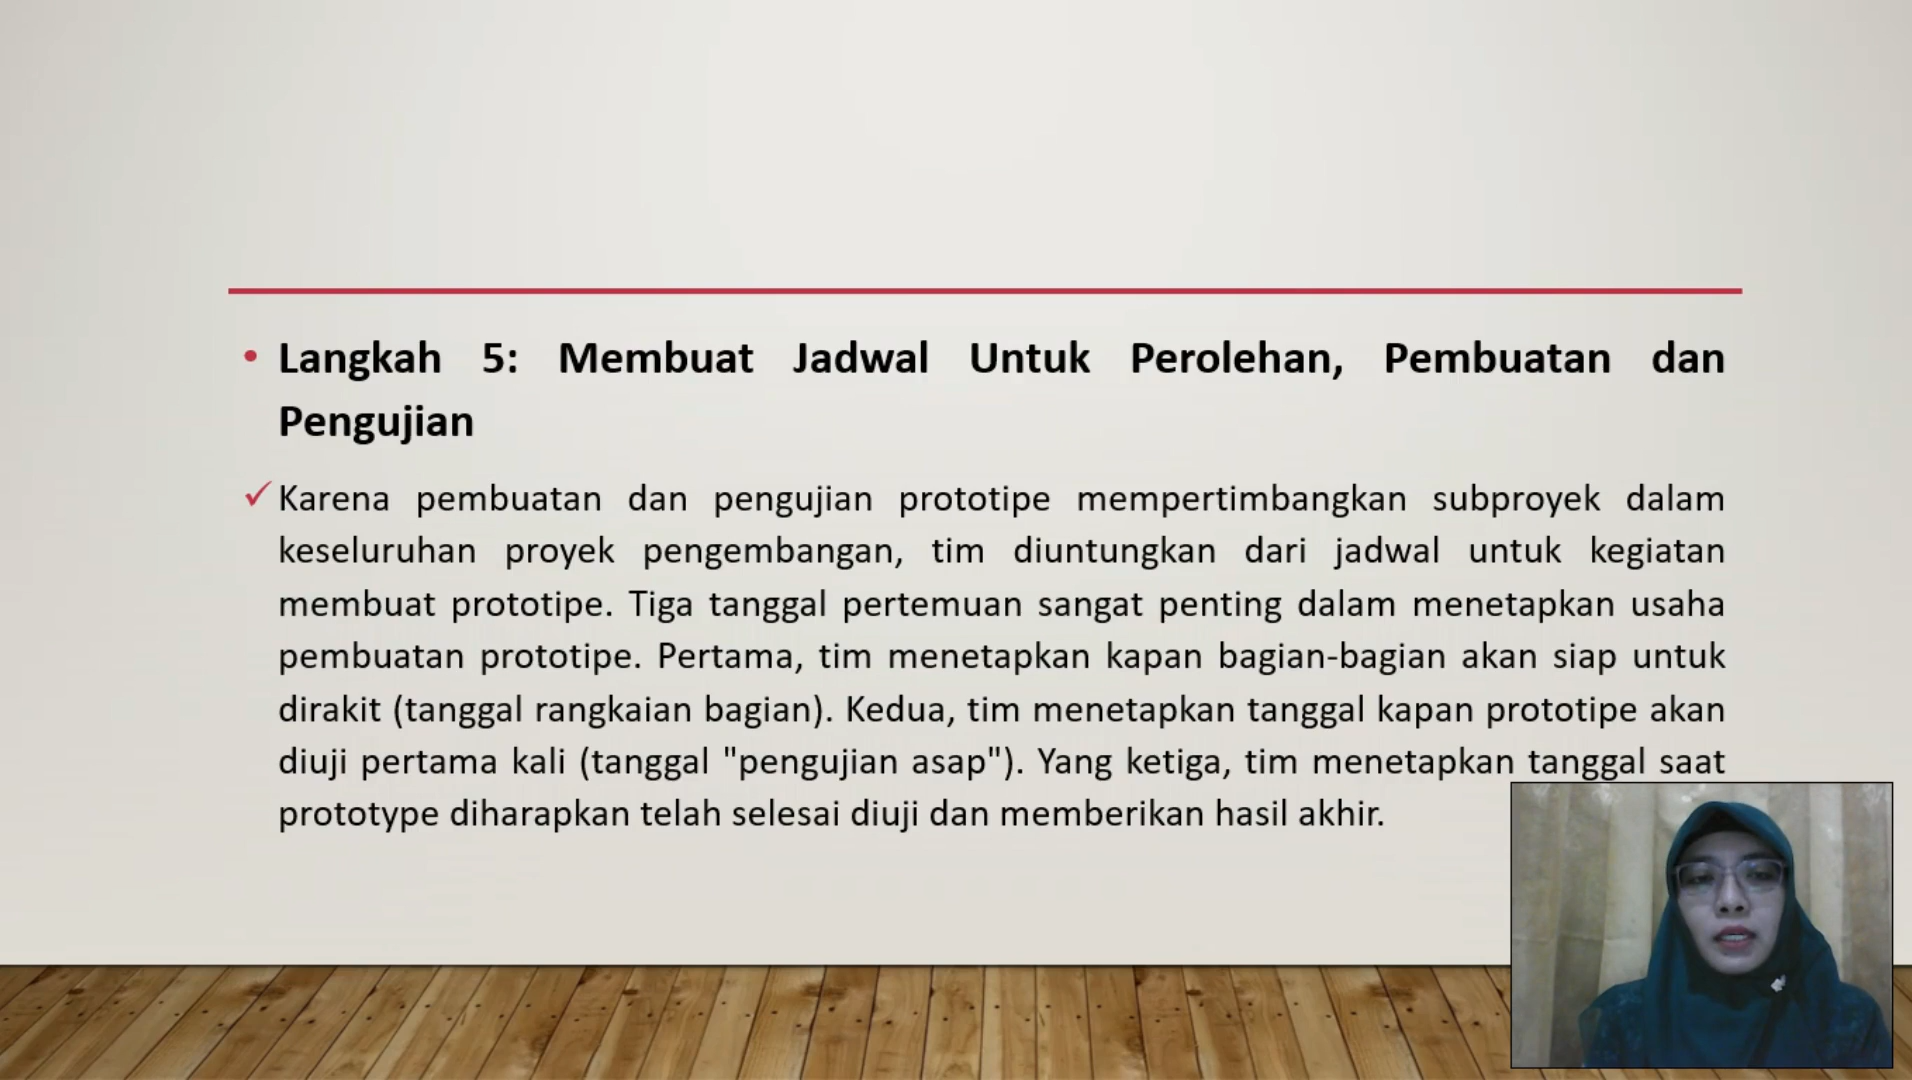 • Langkah 5: Membuat Jadwal Untuk Perolehan, Pembuatan dan
Pengujian
✓ Karena pembuatan dan pengujian prototipe mempertimbangkan subproyek dalam
keseluruhan proyek pengembangan, tim diuntungkan dari jadwal untuk kegiatan
membuat prototipe. Tiga tanggal pertemuan sangat penting dalam menetapkan usaha
pembuatan prototipe. Pertama, tim menetapkan kapan bagian-bagian akan siap untuk
dirakit (tanggal rangkaian bagian). Kedua, tim menetapkan tanggal kapan prototipe akan
diuji pertama kali (tanggal "pengujian asap"). Yang ketiga, tim menetapkan tanggal saat
prototype diharapkan telah selesai diuji dan memberikan hasil akhir.